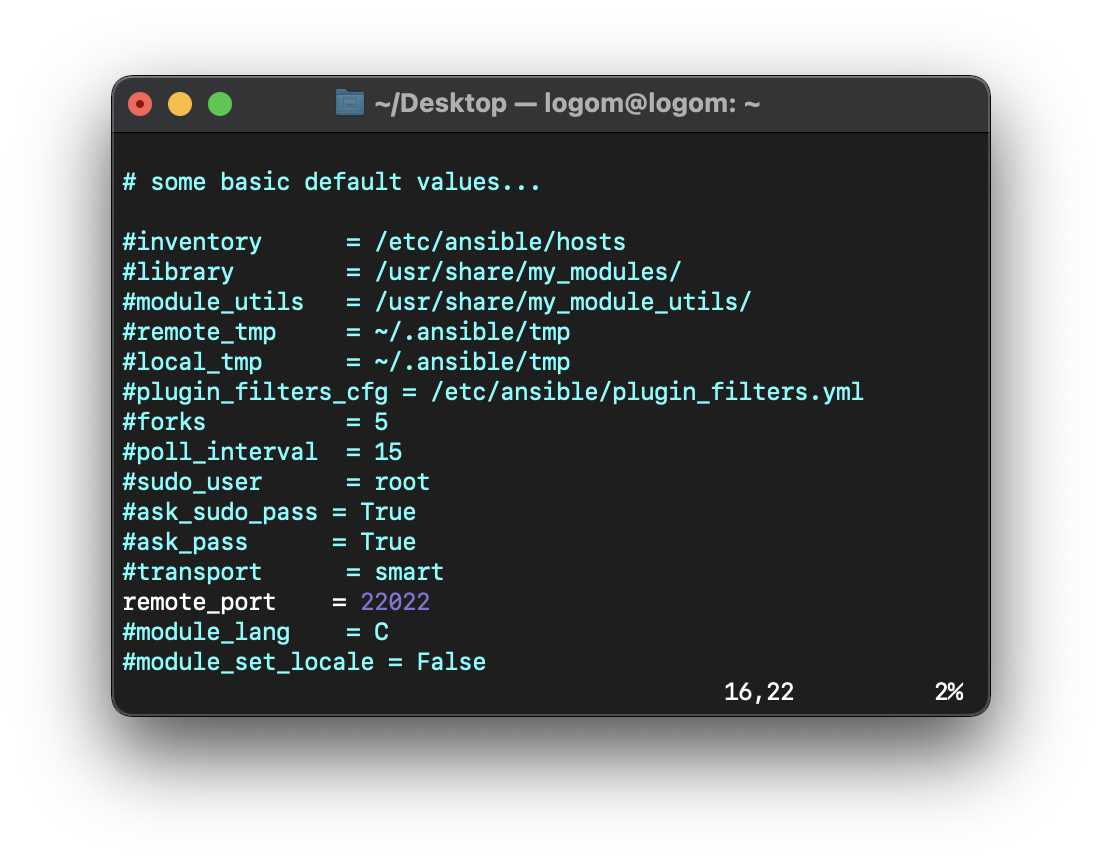 ~/Desktop — logom@logom: ~
# some basic default values...
#inventory      = /etc/ansible/hosts
#library        = /usr/share/my_modules/
#module_utils   = /usr/share/my_module_utils/
#remote_tmp     = ~/.ansible/tmp
#local_tmp      = ~/.ansible/tmp
#plugin_filters_cfg = /etc/ansible/plugin_filters.yml
#forks          = 5
#poll_interval  = 15
#sudo_user      = root
#ask_sudo_pass = True
#ask_pass      = True
#transport      = smart
remote_port    = 22022
#module_lang    = C
#module_set_locale = False
16,22          2%